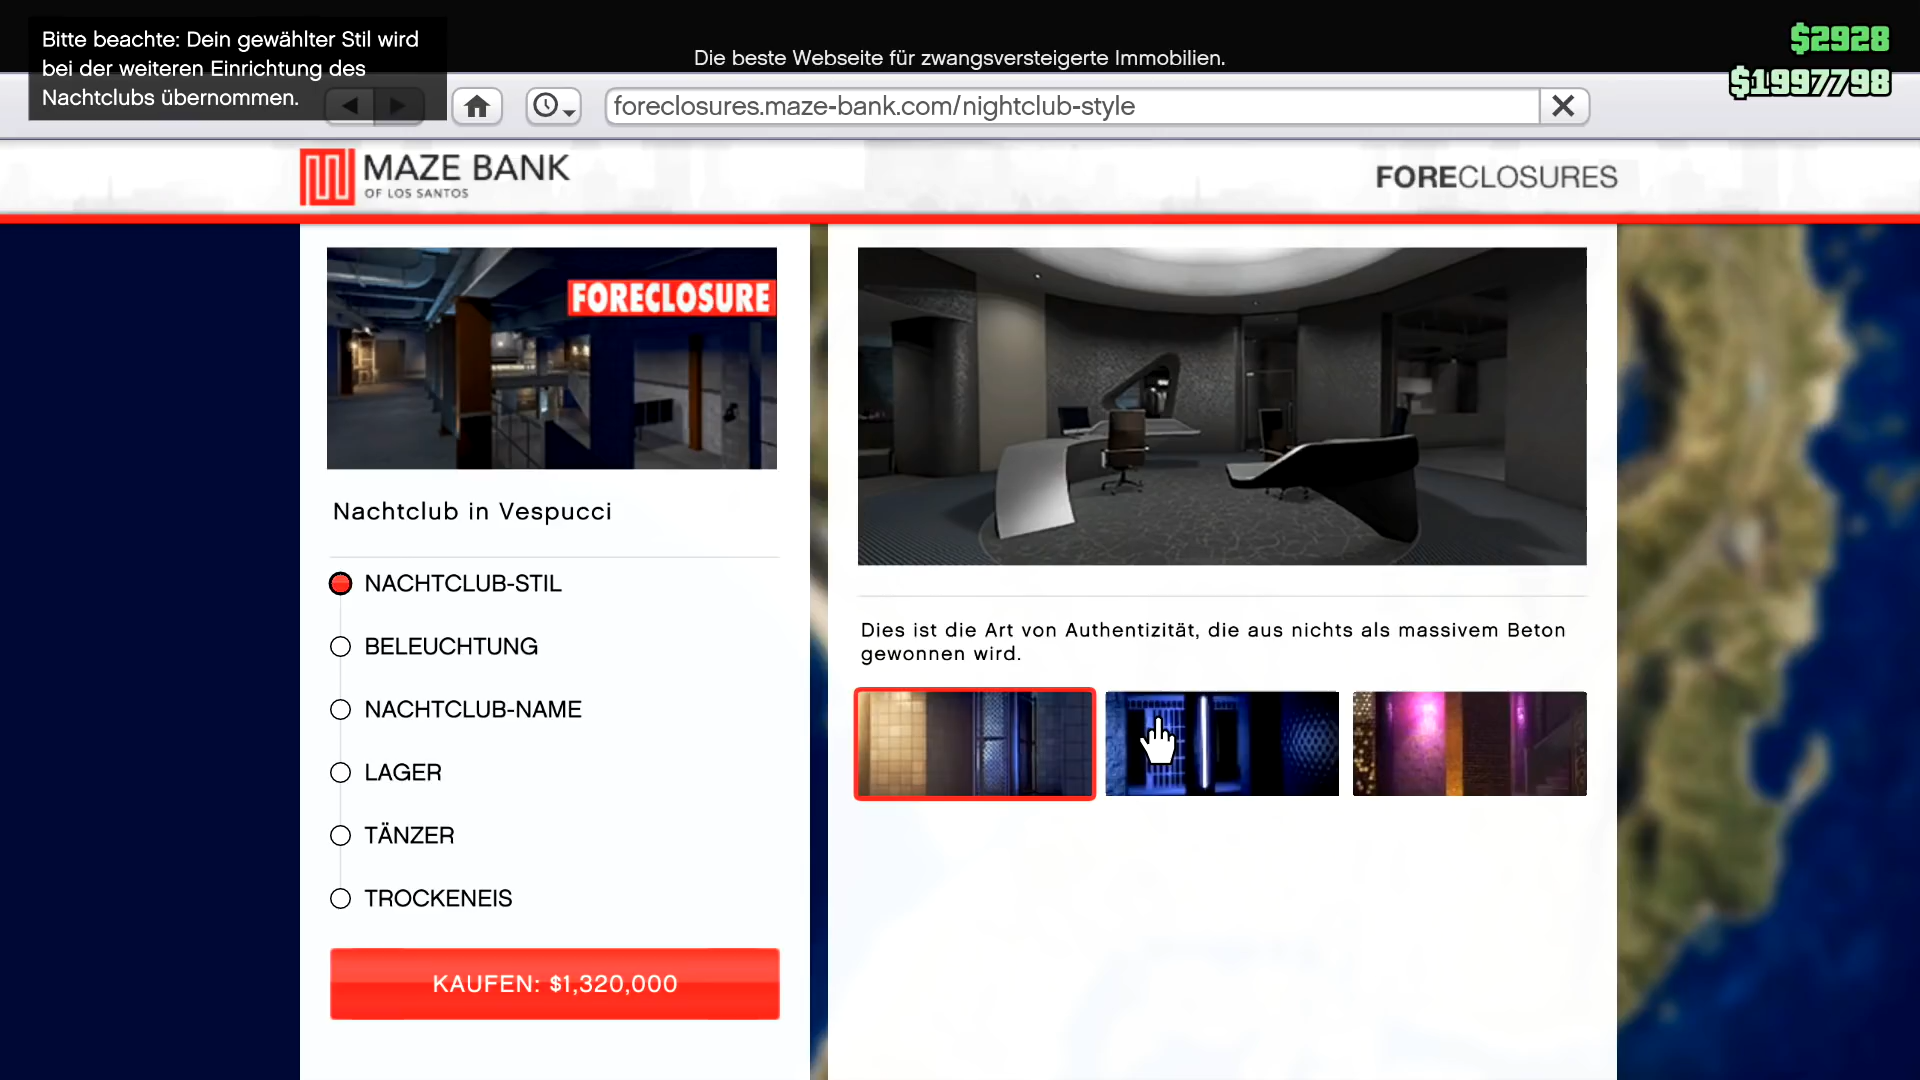 Bitte beachte: Dein gewählter Stil wird
bei der weiteren Einrichtung des
Nachtclubs übernommen.
Die beste Webseite für zwangsversteigerte Immobilien.
$2928
$1997798
foreclosures.maze-bank.com/nightclub-style
MAZE BANK
OF LOS SANTOS
FORECLOSURES
FORECLOSURE
Nachtclub in Vespucci
NACHTCLUB-STIL
BELEUCHTUNG
NACHTCLUB-NAME
LAGER
TÄNZER
TROCKENEIS
KAUFEN: $1,320,000
Dies ist die Art von Authentizität, die aus nichts als massivem Beton
gewonnen wird.